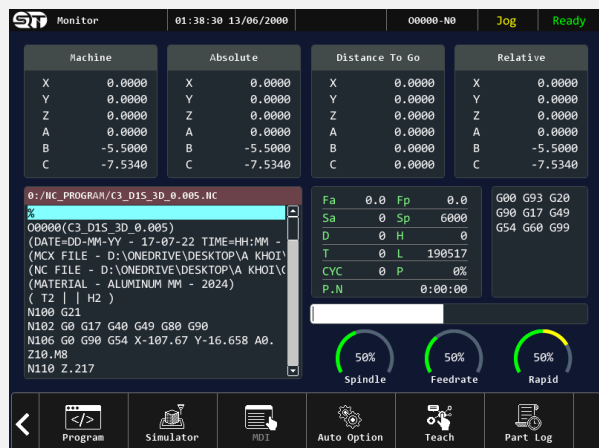 ST Monitor 01:38:30 13/06/2000 O0000-N0 Jog Ready
Machine
X 0.0000
Y 0.0000
Z 0.0000
A 0.0000
B -5.5000
C -7.5340
Absolute
X 0.0000
Y 0.0000
Z 0.0000
A 0.0000
B -5.5000
C -7.5340
Distance To Go
X 0.0000
Y 0.0000
Z 0.0000
A 0.0000
B 0.0000
C 0.0000
Relative
X 0.0000
Y 0.0000
Z 0.0000
A 0.0000
B -5.5000
C -7.5340
0:/NC_PROGRAM/C3_D1S_3D_0.005.NC
%
O0000(C3_D1S_3D_0.005)
(DATE=DD-MM-YY - 17-07-22 TIME=HH:MM -
(MCX FILE - D:\ONEDRIVE\DESKTOP\A KHOI\
(NC FILE - D:\ONEDRIVE\DESKTOP\A KHOI\C
(MATERIAL - ALUMINUM MM - 2024)
( T2 | | H2 )
N100 G21
N102 G0 G17 G40 G49 G80 G90
N106 G0 G90 G54 X-107.67 Y-16.658 A0.
Z10.M8
N110 Z.217
Fa 0.0 Fp 0.0
Sa 0 Sp 6000
D 0 H 0
T 0 L 190517
CYC 0 P 0%
P.N 0:00:00
G00 G93 G20
G90 G17 G49
G54 G60 G99
50%
Spindle
50%
Feedrate
50%
Rapid
</>
Program
Simulator
MDI
Auto Option
Teach
Part Log